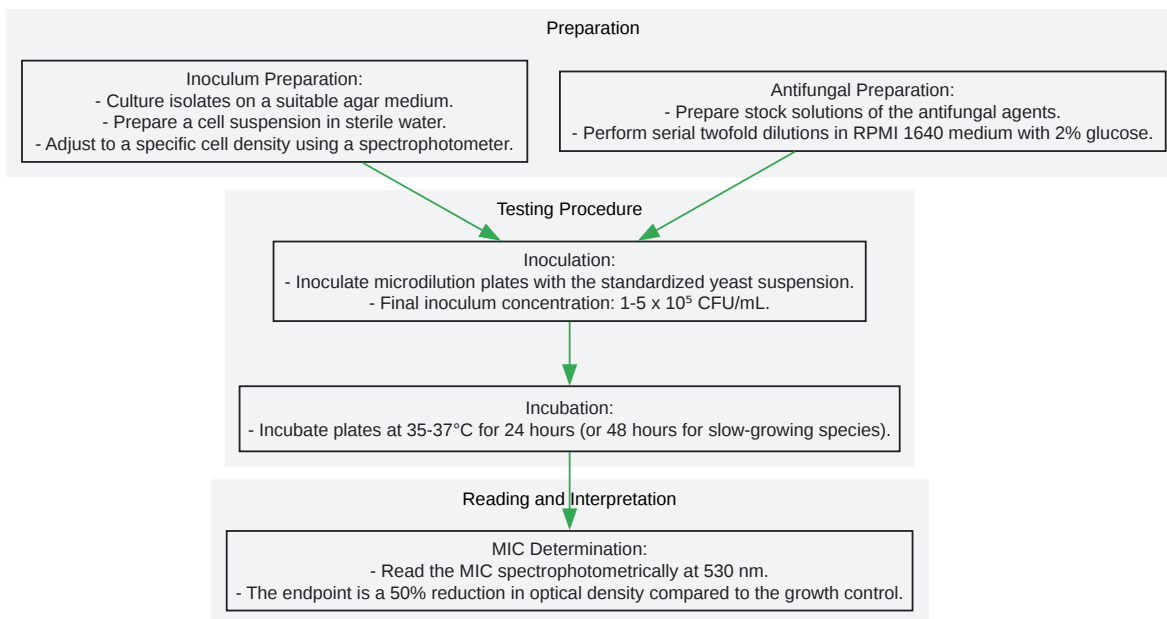 Preparation
Inoculum Preparation:
- Culture isolates on a suitable agar medium.
- Prepare a cell suspension in sterile water.
- Adjust to a specific cell density using a spectrophotometer.
Antifungal Preparation:
- Prepare stock solutions of the antifungal agents.
- Perform serial twofold dilutions in RPMI 1640 medium with 2% glucose.
Testing Procedure
Inoculation:
- Inoculate microdilution plates with the standardized yeast suspension.
- Final inoculum concentration: 1-5 x 10⁵ CFU/mL.
Incubation:
- Incubate plates at 35-37°C for 24 hours (or 48 hours for slow-growing species).
Reading and Interpretation
MIC Determination:
- Read the MIC spectrophotometrically at 530 nm.
- The endpoint is a 50% reduction in optical density compared to the growth control.